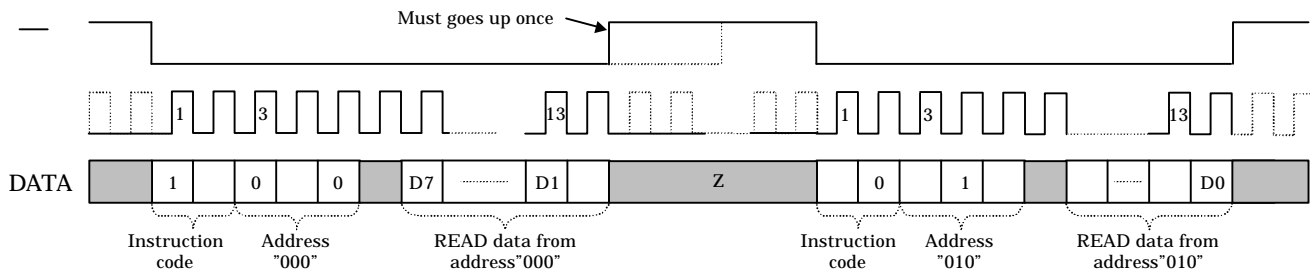 Must goes up once
1 3 13 1 3 13
DATA 1 0 0 D7 D1 Z 0 1 D0
Instruction code
Address "000"
READ data from address"000"
Instruction code
Address "010"
READ data from address"010"